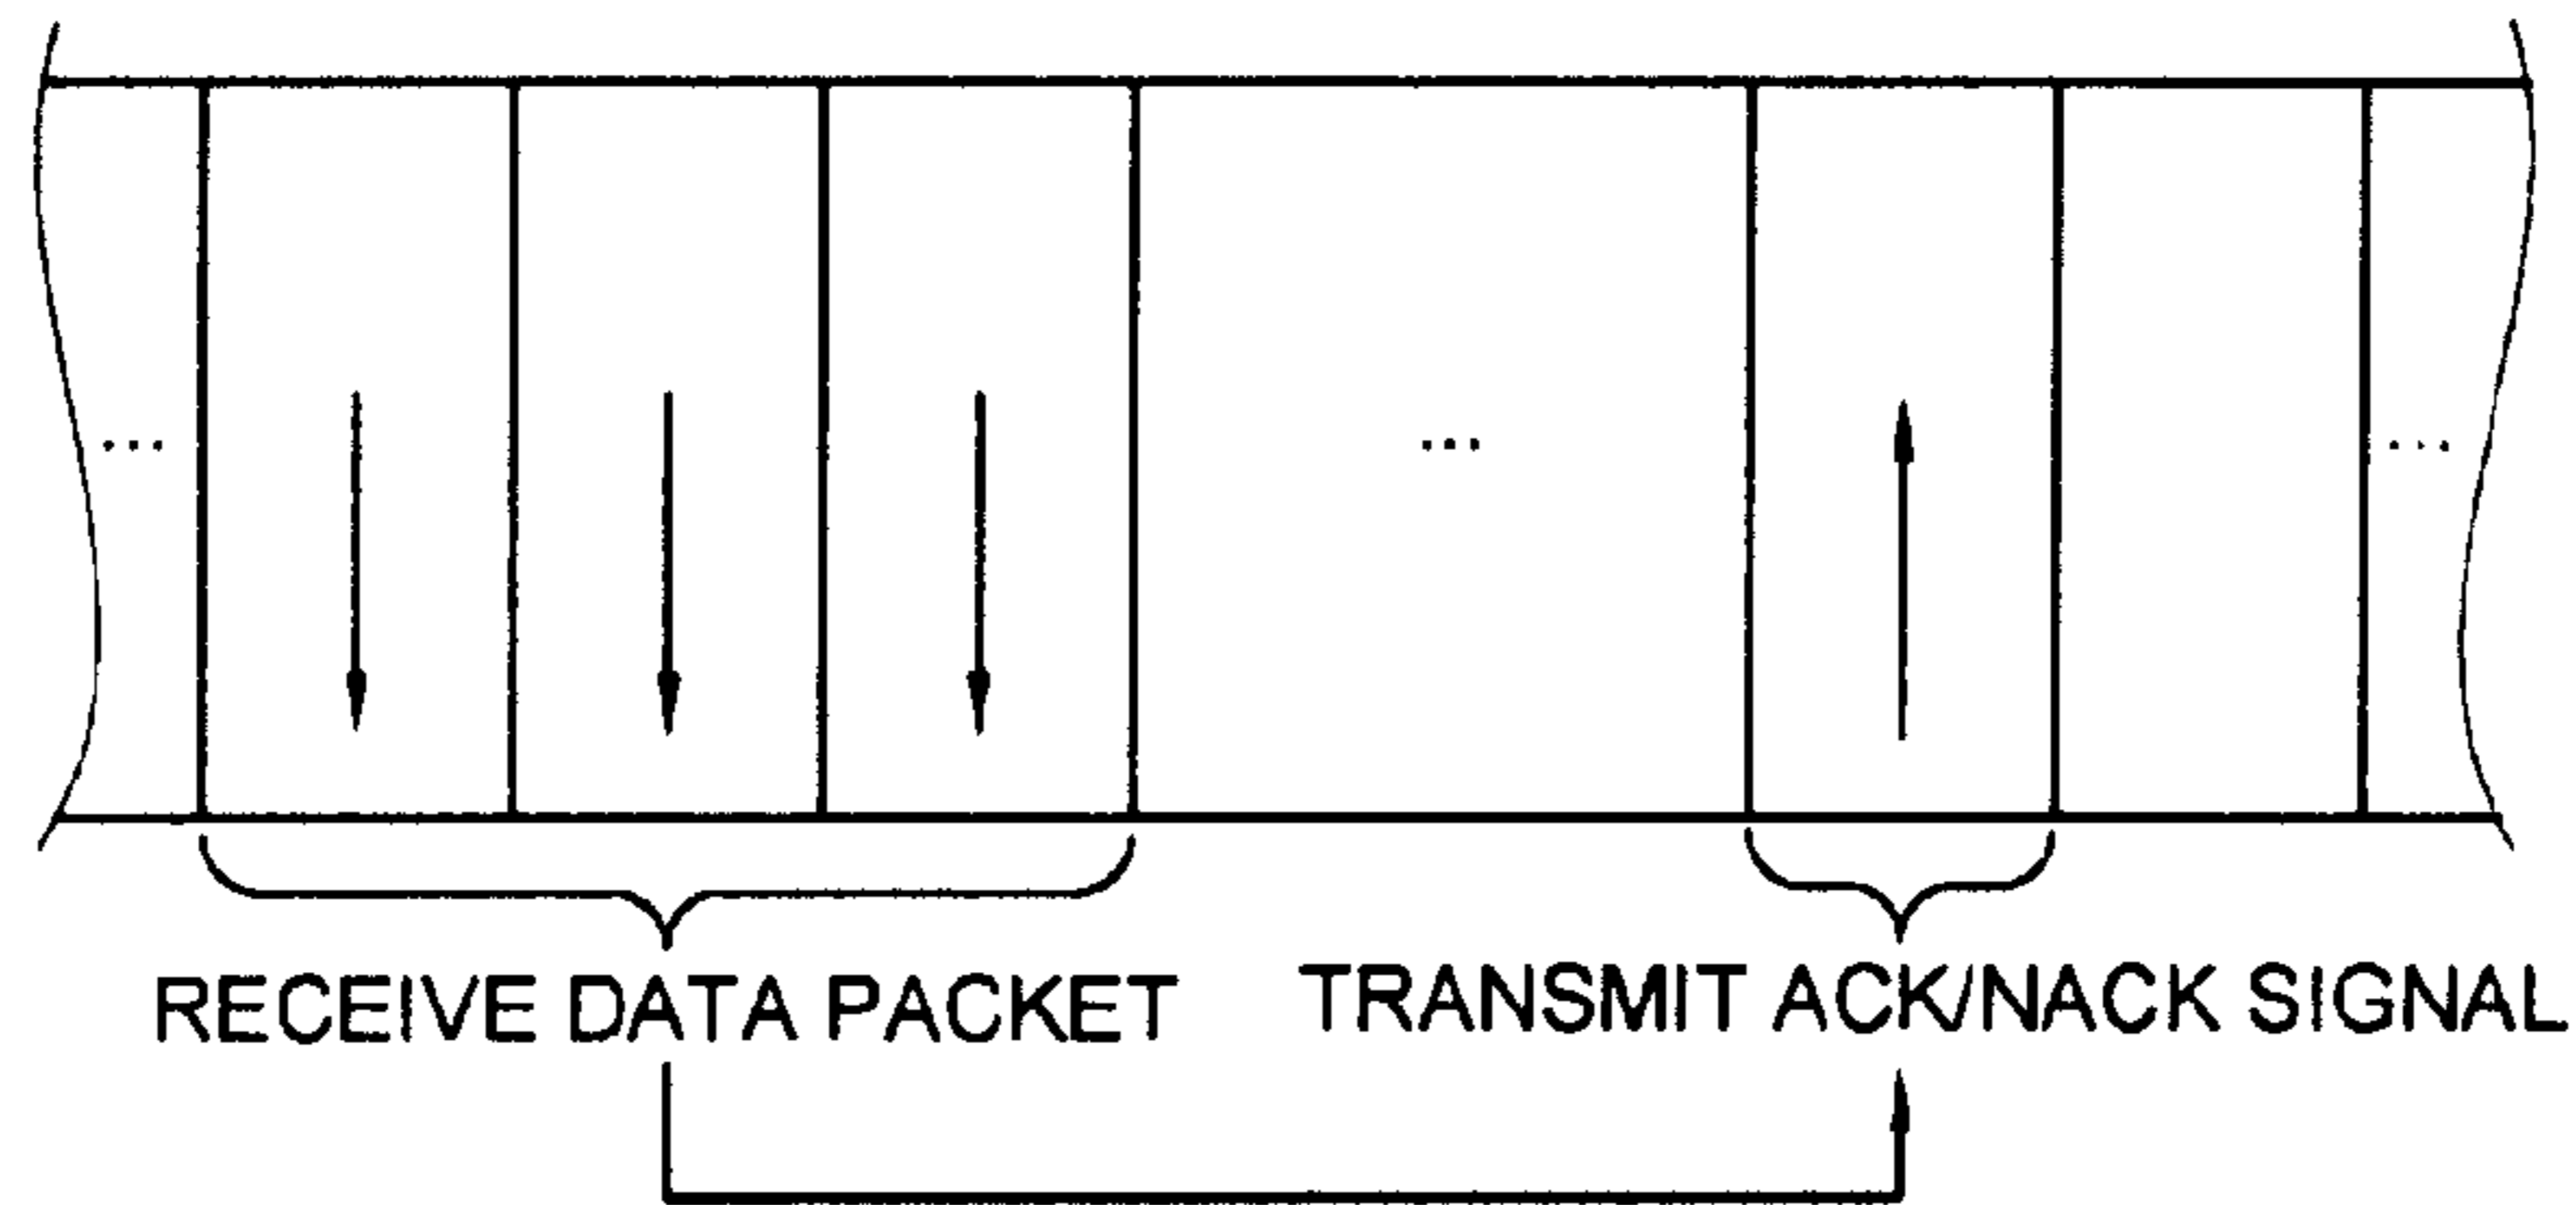 ... ... ...
RECEIVE DATA PACKET TRANSMIT ACK/NACK SIGNAL